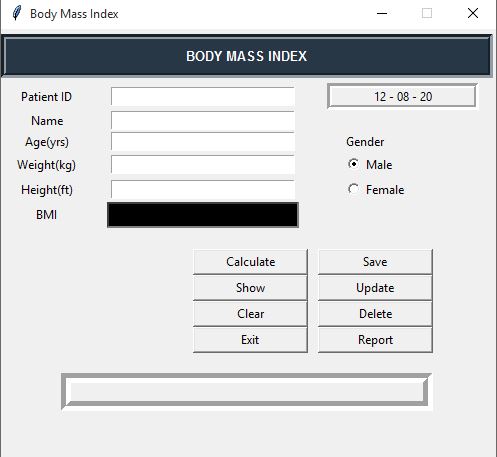 Body Mass Index
BODY MASS INDEX
Patient ID
12 - 08 - 20
Name
Age(yrs)
Gender
Weight(kg)
Male
Height(ft)
Female
BMI
Calculate
Save
Show
Update
Clear
Delete
Exit
Report